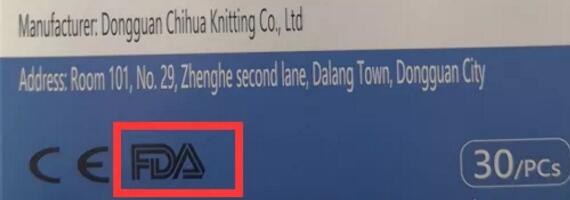 Manufacturer: Dongguan Chihua Knitting Co., Ltd
Address: Room 101, No. 29, Zhenghe second lane, Dalang Town, Dongguan City
CE FDA 30/PCs